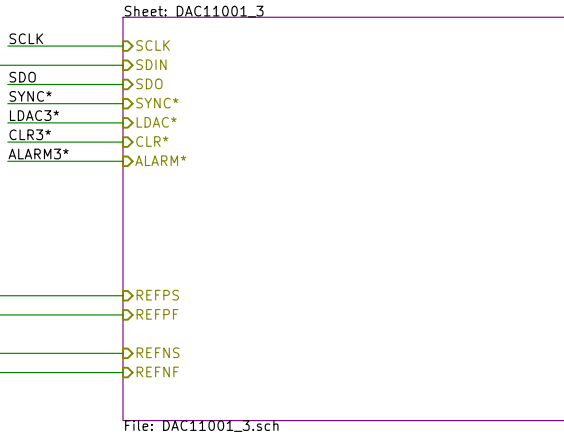 Sheet: DAC11001_3
SCLK SCLK
SDIN
SDO SDO
SYNC* SYNC*
LDAC3* LDAC*
CLR3* CLR*
ALARM3* ALARM*
REFPS
REFPF
REFNS
REFNF
File: DAC11001_3.sch